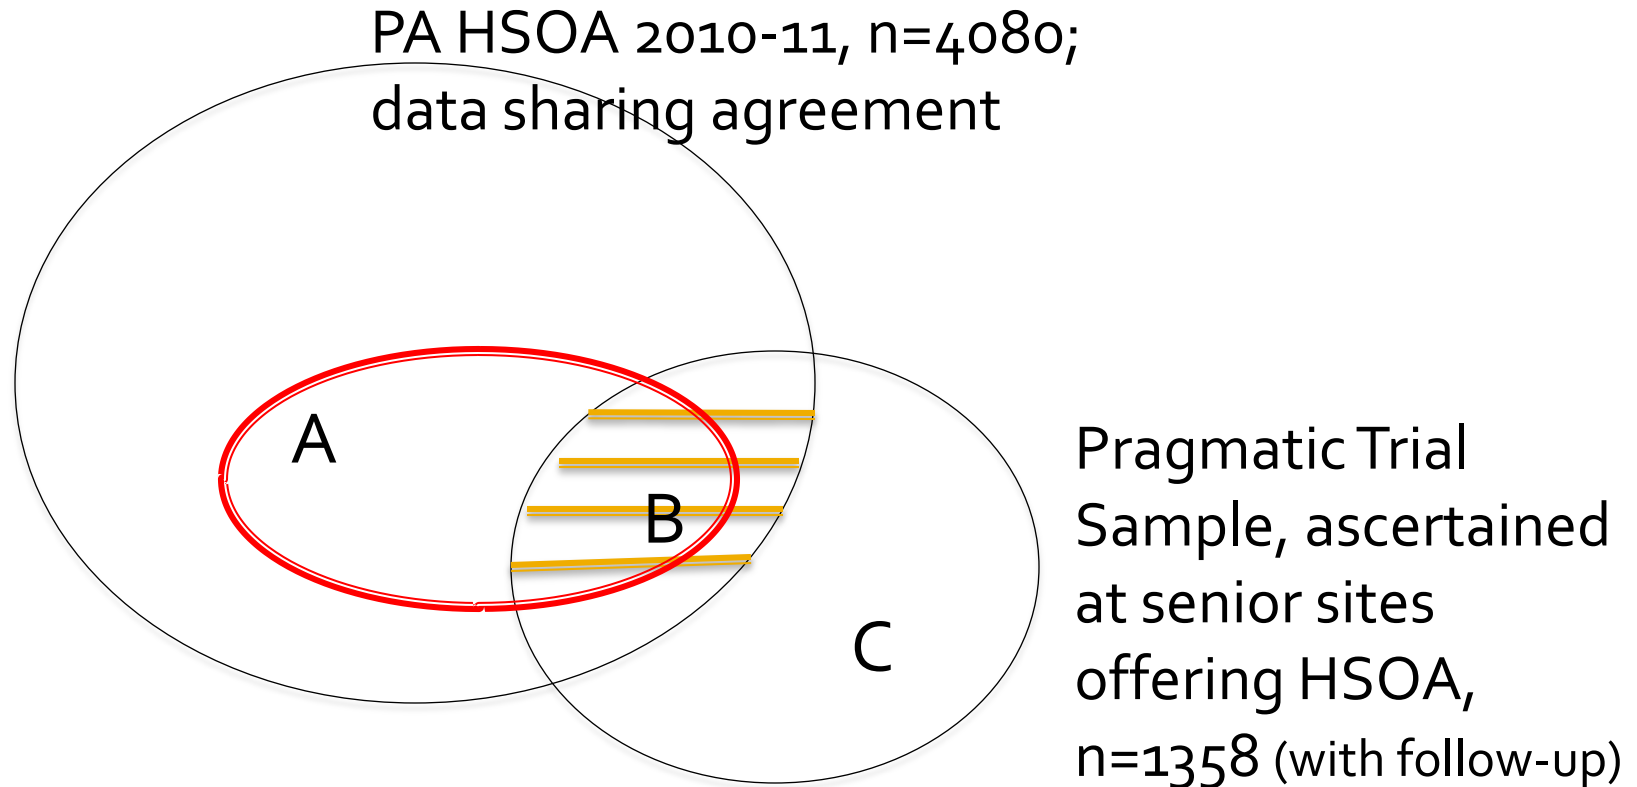 PA HSOA 2010-11, n=4080;
data sharing agreement
A
B
C
Pragmatic Trial
Sample, ascertained
at senior sites
offering HSOA,
n=1358 (with follow-up)